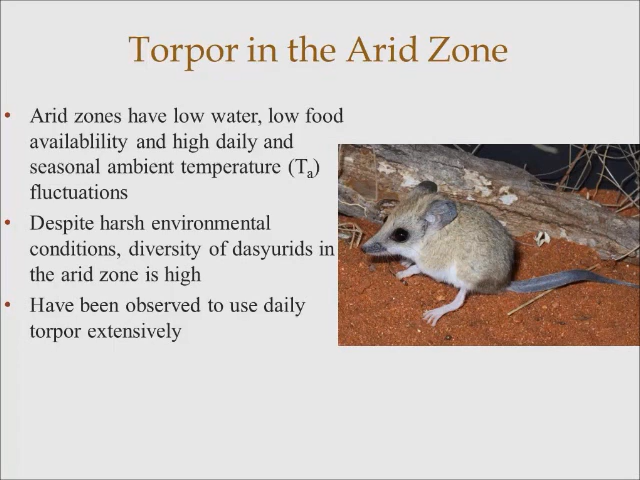 Torpor in the Arid Zone
• Arid zones have low water, low food
availablility and high daily and
seasonal ambient temperature (Ta)
fluctuations
• Despite harsh environmental
conditions, diversity of dasyurids in
the arid zone is high
• Have been observed to use daily
torpor extensively